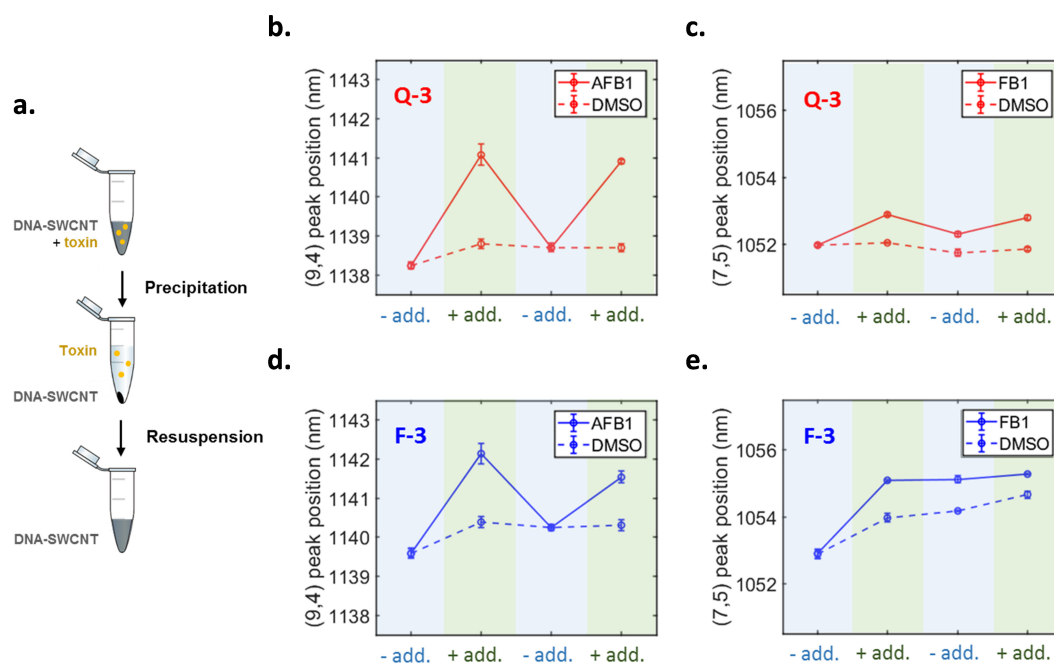 a.
DNA-SWCNT
+ toxin
Precipitation
Toxin
DNA-SWCNT
Resuspension
DNA-SWCNT
b.
(9,4) peak position (nm)
1143
1142
1141
1140
1139
1138
Q-3
AFB1
DMSO
- add. + add. - add. + add.
c.
(7,5) peak position (nm)
1056
1054
1052
Q-3
FB1
DMSO
- add. + add. - add. + add.
d.
(9,4) peak position (nm)
1143
1142
1141
1140
1139
1138
F-3
AFB1
DMSO
- add. + add. - add. + add.
e.
(7,5) peak position (nm)
1056
1054
1052
F-3
FB1
DMSO
- add. + add. - add. + add.